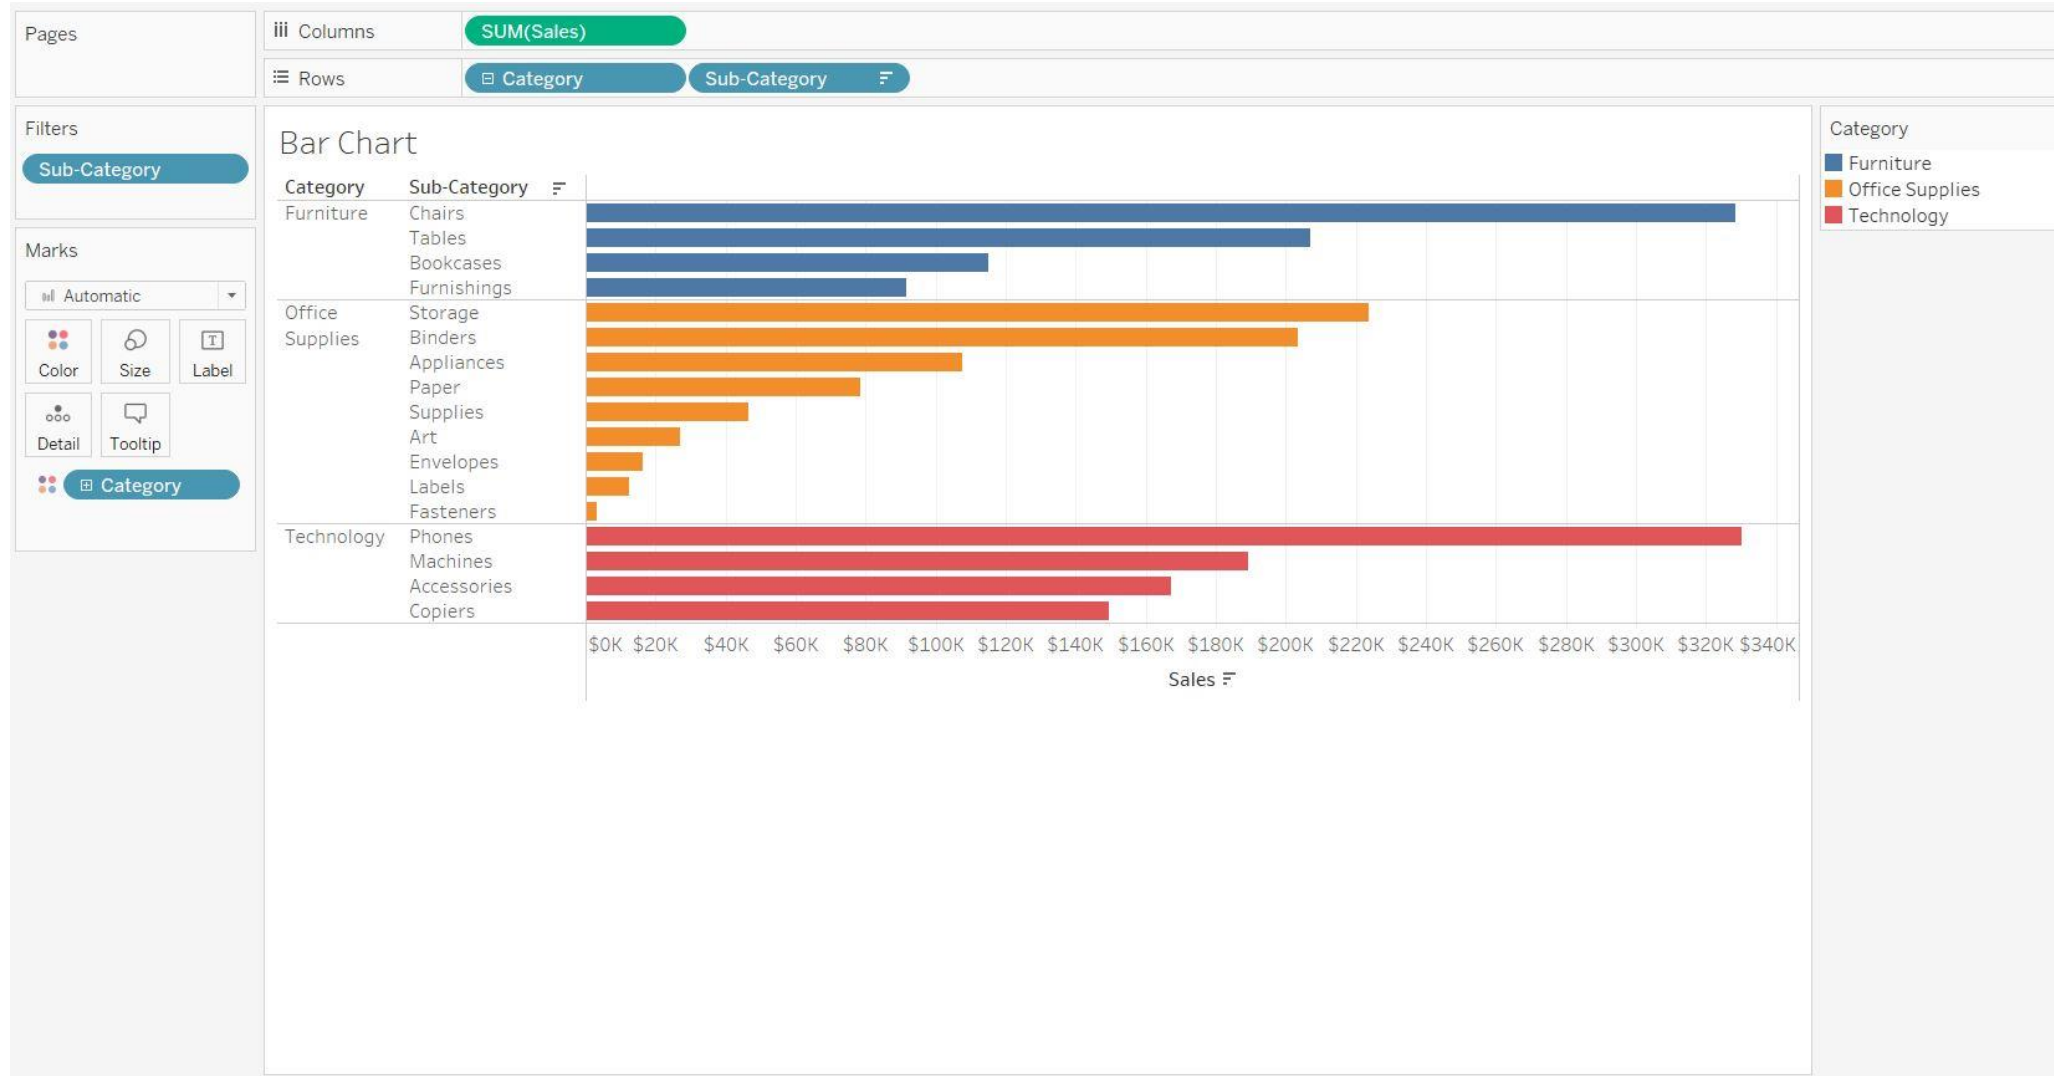 Pages
Columns SUM(Sales)
Rows Category Sub-Category
Filters
Sub-Category
Marks
Automatic
Color Size Label
Detail Tooltip
Category
Bar Chart
Category Sub-Category
Furniture Chairs
Tables
Bookcases
Furnishings
Office Storage
Supplies Binders
Appliances
Paper
Supplies
Art
Envelopes
Labels
Fasteners
Technology Phones
Machines
Accessories
Copiers
$0K $20K $40K $60K $80K $100K $120K $140K $160K $180K $200K $220K $240K $260K $280K $300K $320K $340K
Sales
Category
Furniture
Office Supplies
Technology